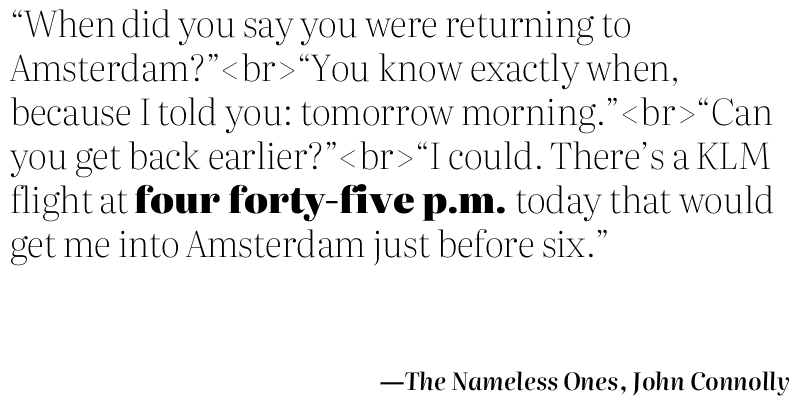 “When did you say you were returning to
Amsterdam?”<br>“You know exactly when,
because I told you: tomorrow morning.”<br>“Can
you get back earlier?”<br>“I could. There’s a KLM
flight at four forty-five p.m. today that would
get me into Amsterdam just before six.”
—The Nameless Ones, John Connolly